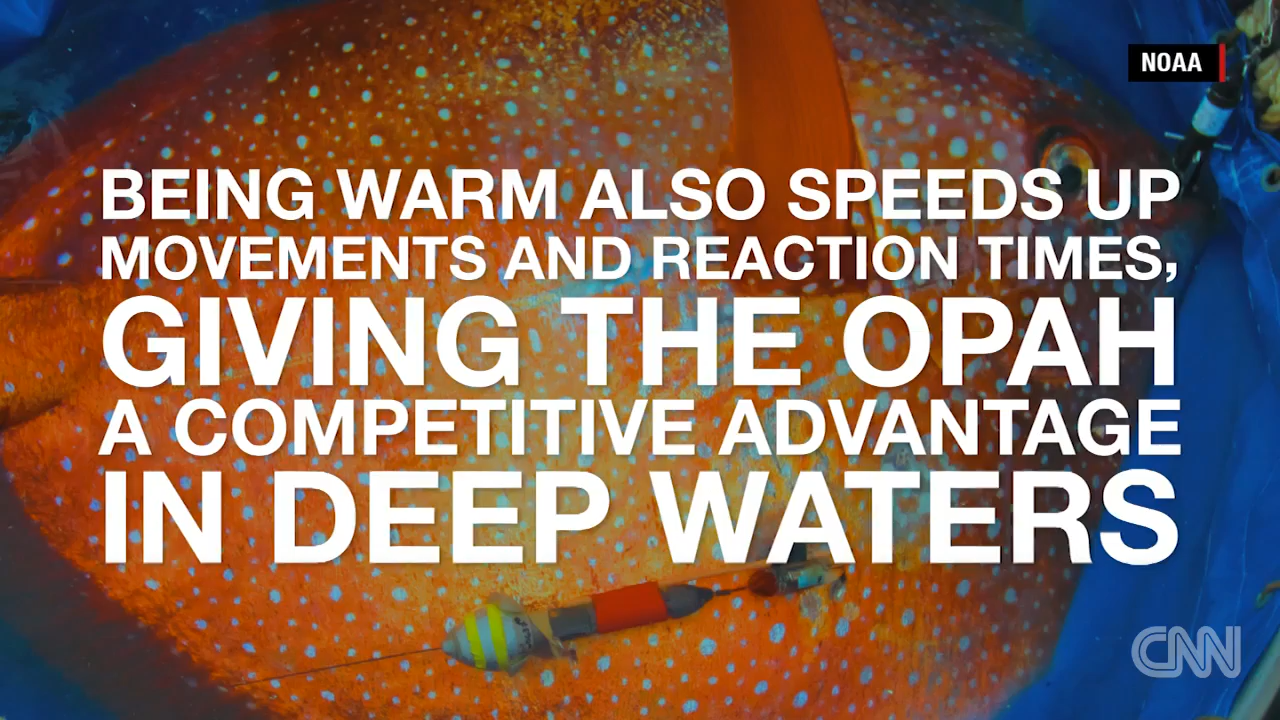 NOAA
BEING WARM ALSO SPEEDS UP
MOVEMENTS AND REACTION TIMES,
GIVING THE OPAH
A COMPETITIVE ADVANTAGE
IN DEEP WATERS
CNN